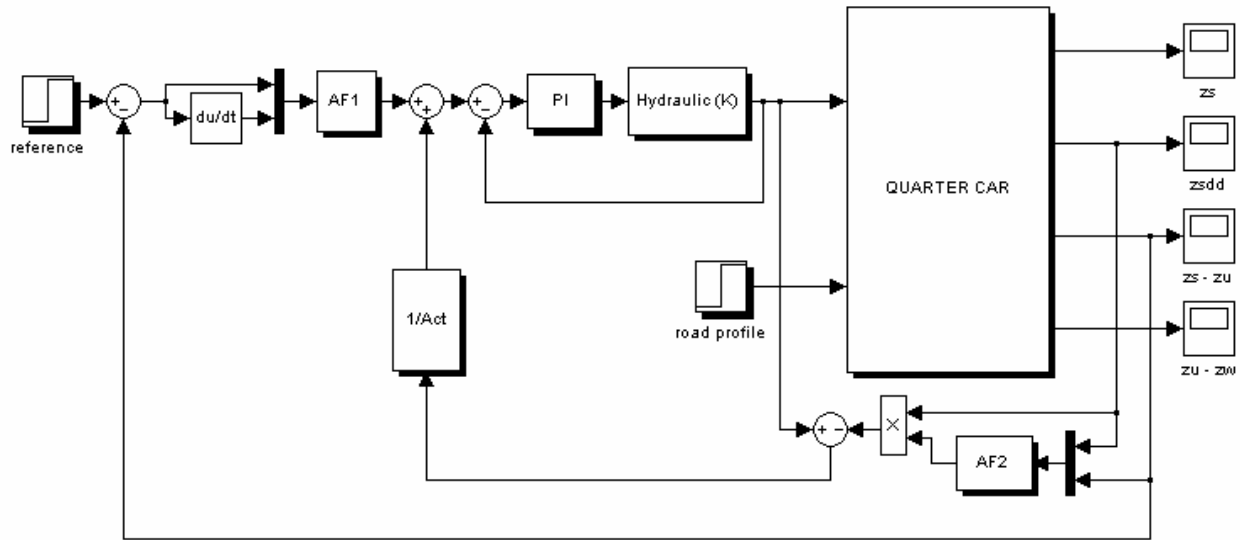 zs
AF1
PI
Hydraulic (K)
du/dt
reference
QUARTER CAR
zsdd
zs - zu
1/Act
road profile
zu - zw
×
AF2